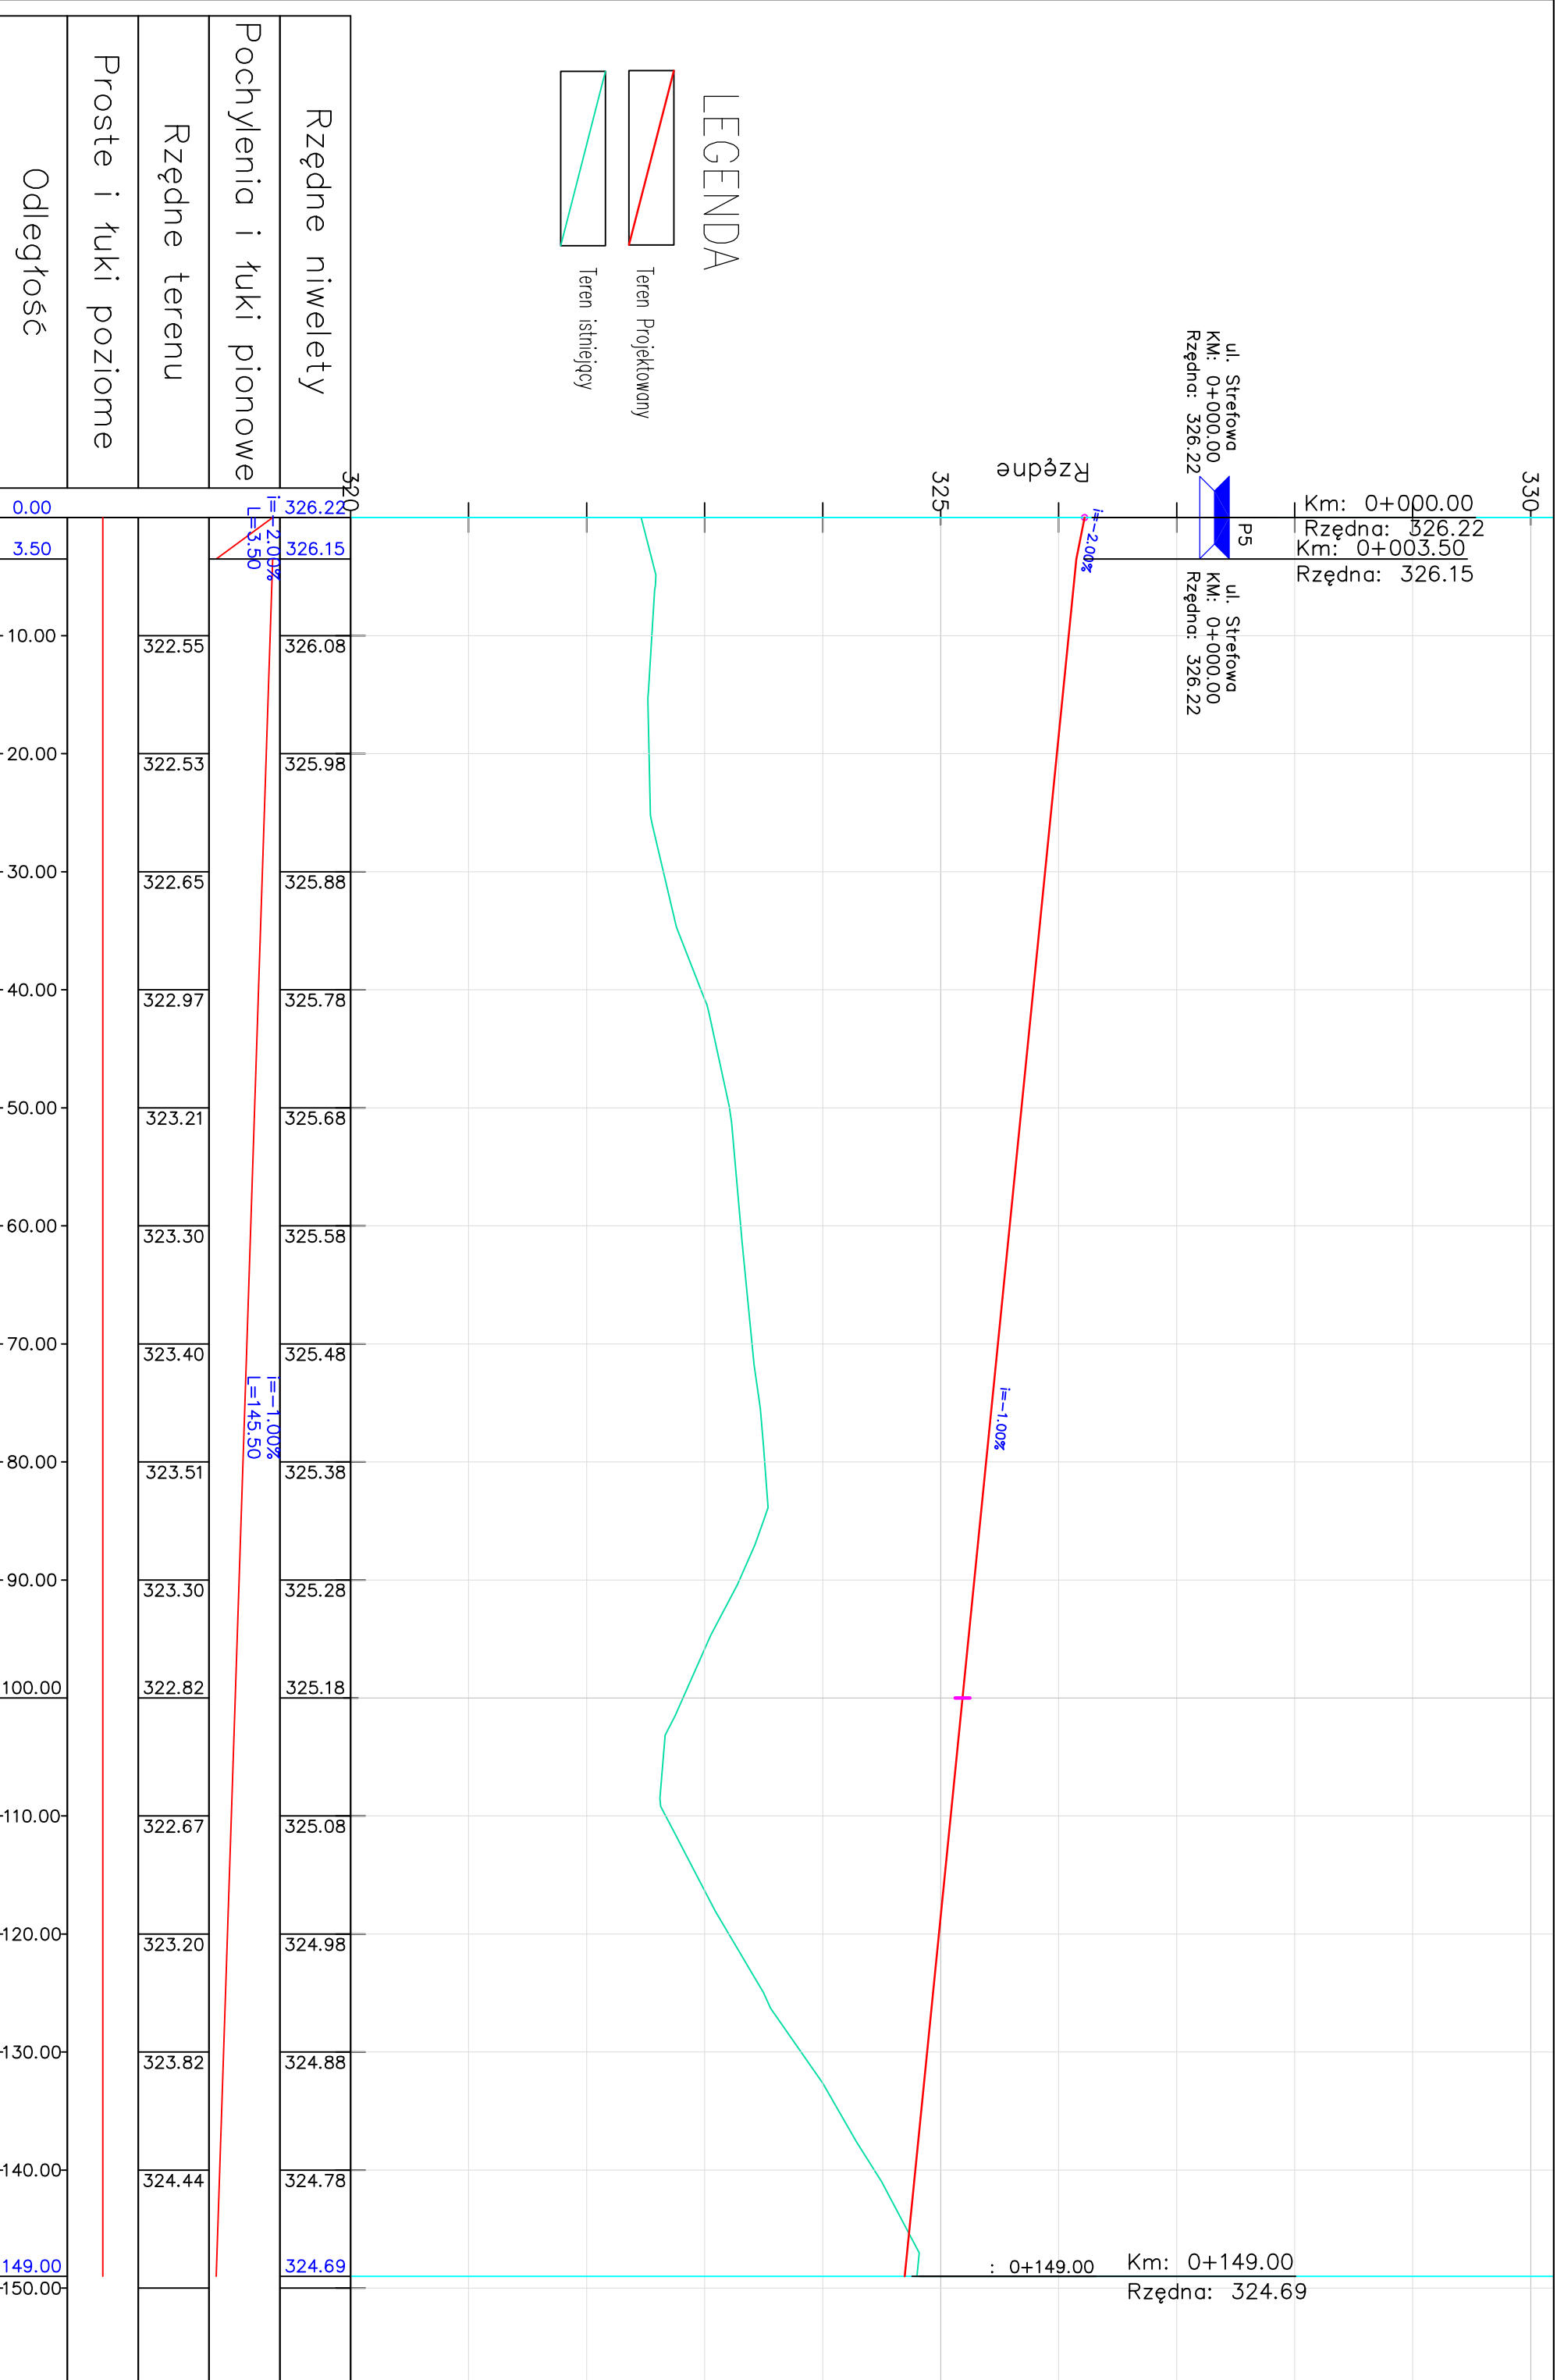 LEGENDA
Teren Projektowany
Teren istniejący
Rzędne
330
325
320
ul. Strefowa
KM: 0+000.00
Rzędna: 326.22
P5
ul. Strefowa
KM: 0+000.00
Rzędna: 326.22
Km: 0+000.00
Rzędna: 326.22
Km: 0+003.50
Rzędna: 326.15
i=-2.00%
i=-1.00%
: 0+149.00
Km: 0+149.00
Rzędna: 324.69
Rzędne niwelety
326.22
326.15
326.08
325.98
325.88
325.78
325.68
325.58
325.48
325.38
325.28
325.18
325.08
324.98
324.88
324.78
324.69
Pochylenia i łuki pionowe
i=-2.00%
L=3.50
i=-1.00%
L=145.50
Rzędne terenu
322.55
322.53
322.65
322.97
323.21
323.30
323.40
323.51
323.30
322.82
322.67
323.20
323.82
324.44
Proste i łuki poziome
Odległość
0.00
3.50
10.00
20.00
30.00
40.00
50.00
60.00
70.00
80.00
90.00
100.00
110.00
120.00
130.00
140.00
149.00
150.00